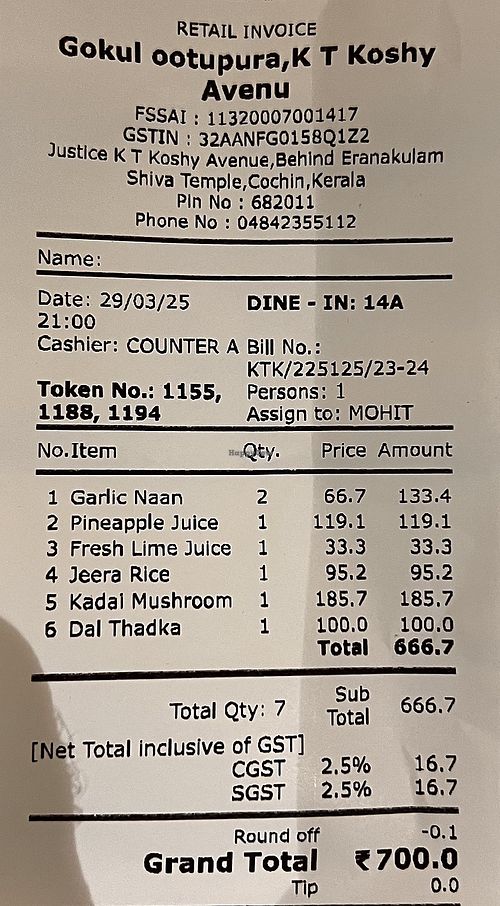 RETAIL INVOICE
Gokul ootupura,K T Koshy
Avenu
FSSAI : 11320007001417
GSTIN : 32AANFG0158Q1Z2
Justice K T Koshy Avenue,Behind Eranakulam
Shiva Temple,Cochin,Kerala
Pin No : 682011
Phone No : 04842355112
Name:
Date: 29/03/25 DINE - IN: 14A
21:00
Cashier: COUNTER A Bill No.:
KTK/225125/23-24
Token No.: 1155, Persons: 1
1188, 1194 Assign to: MOHIT
No.Item Qty. Price Amount
1 Garlic Naan 2 66.7 133.4
2 Pineapple Juice 1 119.1 119.1
3 Fresh Lime Juice 1 33.3 33.3
4 Jeera Rice 1 95.2 95.2
5 Kadai Mushroom 1 185.7 185.7
6 Dal Thadka 1 100.0 100.0
Total 666.7
Total Qty: 7 Sub Total 666.7
[Net Total inclusive of GST]
CGST 2.5% 16.7
SGST 2.5% 16.7
Round off -0.1
Grand Total ₹700.0
Tip 0.0